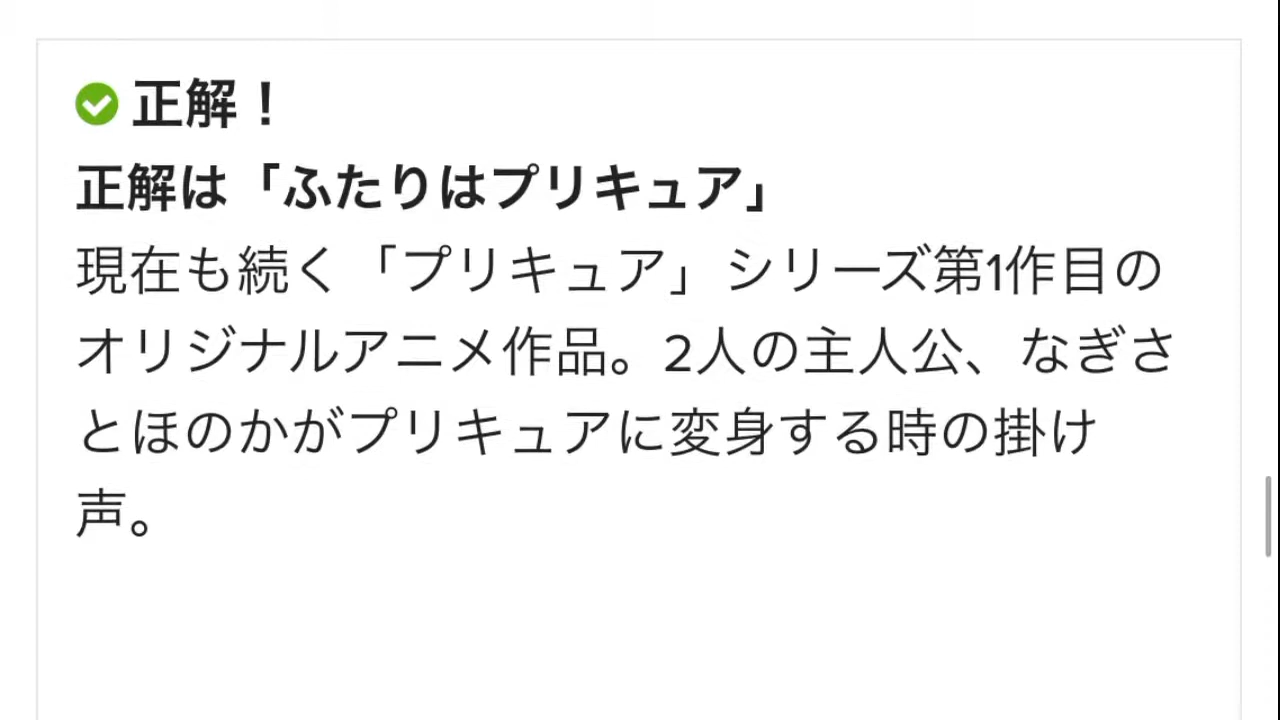 正解！
正解は「ふたりはプリキュア」
現在も続く「プリキュア」シリーズ第1作目の
オリジナルアニメ作品。2人の主人公、なぎさ
とほのかがプリキュアに変身する時の掛け
声。